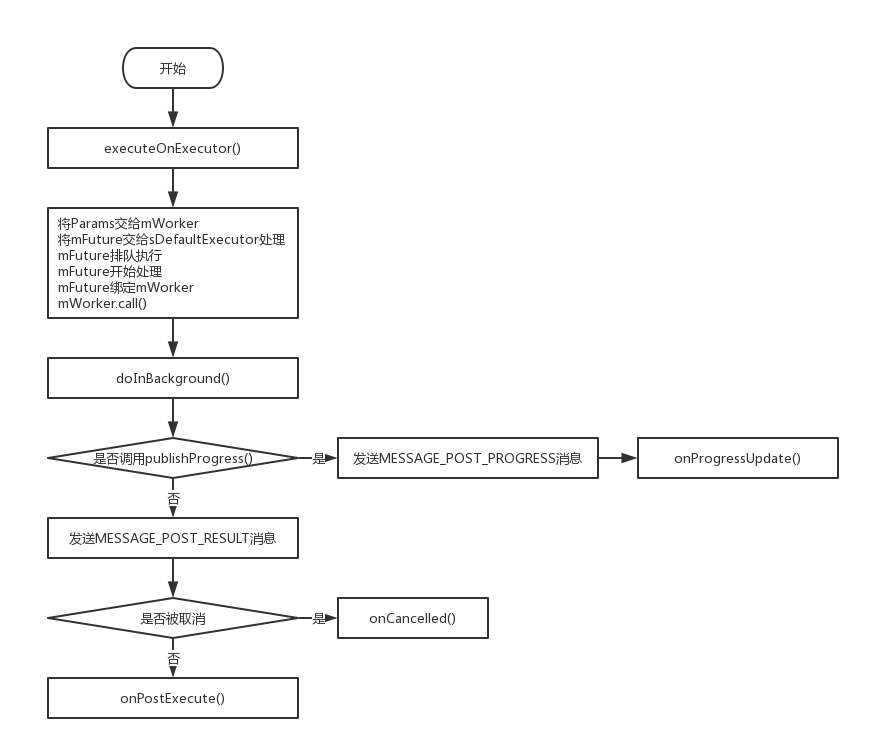 开始
executeOnExecutor()
将Params交给mWorker
将mFuture交给sDefaultExecutor处理
mFuture排队执行
mFuture开始处理
mFuture绑定mWorker
mWorker.call()
doInBackground()
是否调用publishProgress()
是
发送MESSAGE_POST_PROGRESS消息
onProgressUpdate()
否
发送MESSAGE_POST_RESULT消息
是否被取消
是
onCancelled()
否
onPostExecute()